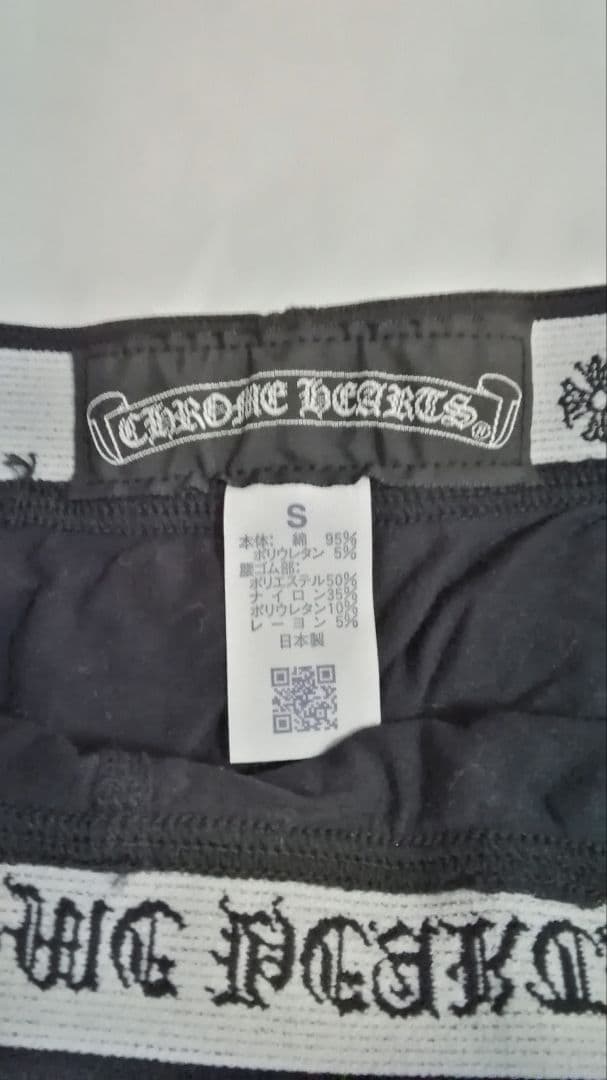 CHROME HEARTS®
S
本体: 綿 95%
ポリウレタン 5%
腰ゴム部:
ポリエステル50%
ナイロン35%
ポリウレタン10%
レーヨン 5%
日本製
ME HEART